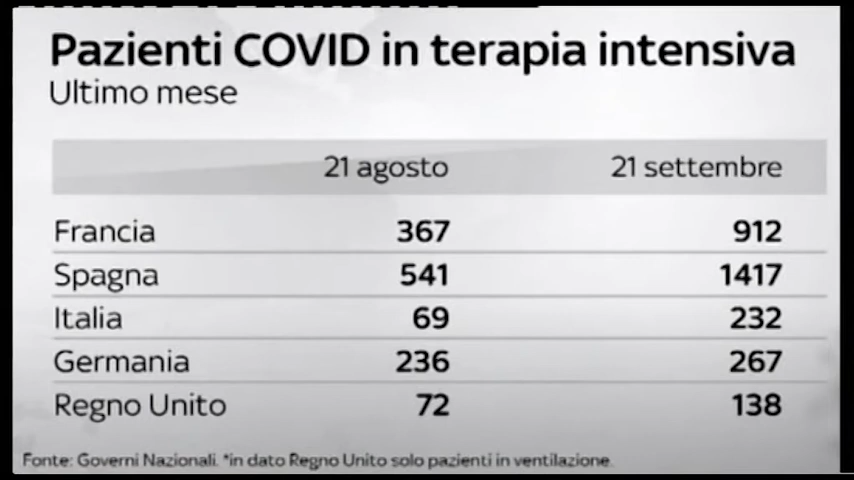 Pazienti COVID in terapia intensiva
Ultimo mese
21 agosto 21 settembre
Francia 367 912
Spagna 541 1417
Italia 69 232
Germania 236 267
Regno Unito 72 138
Fonte: Governi Nazionali. *in dato Regno Unito solo pazienti in ventilazione.